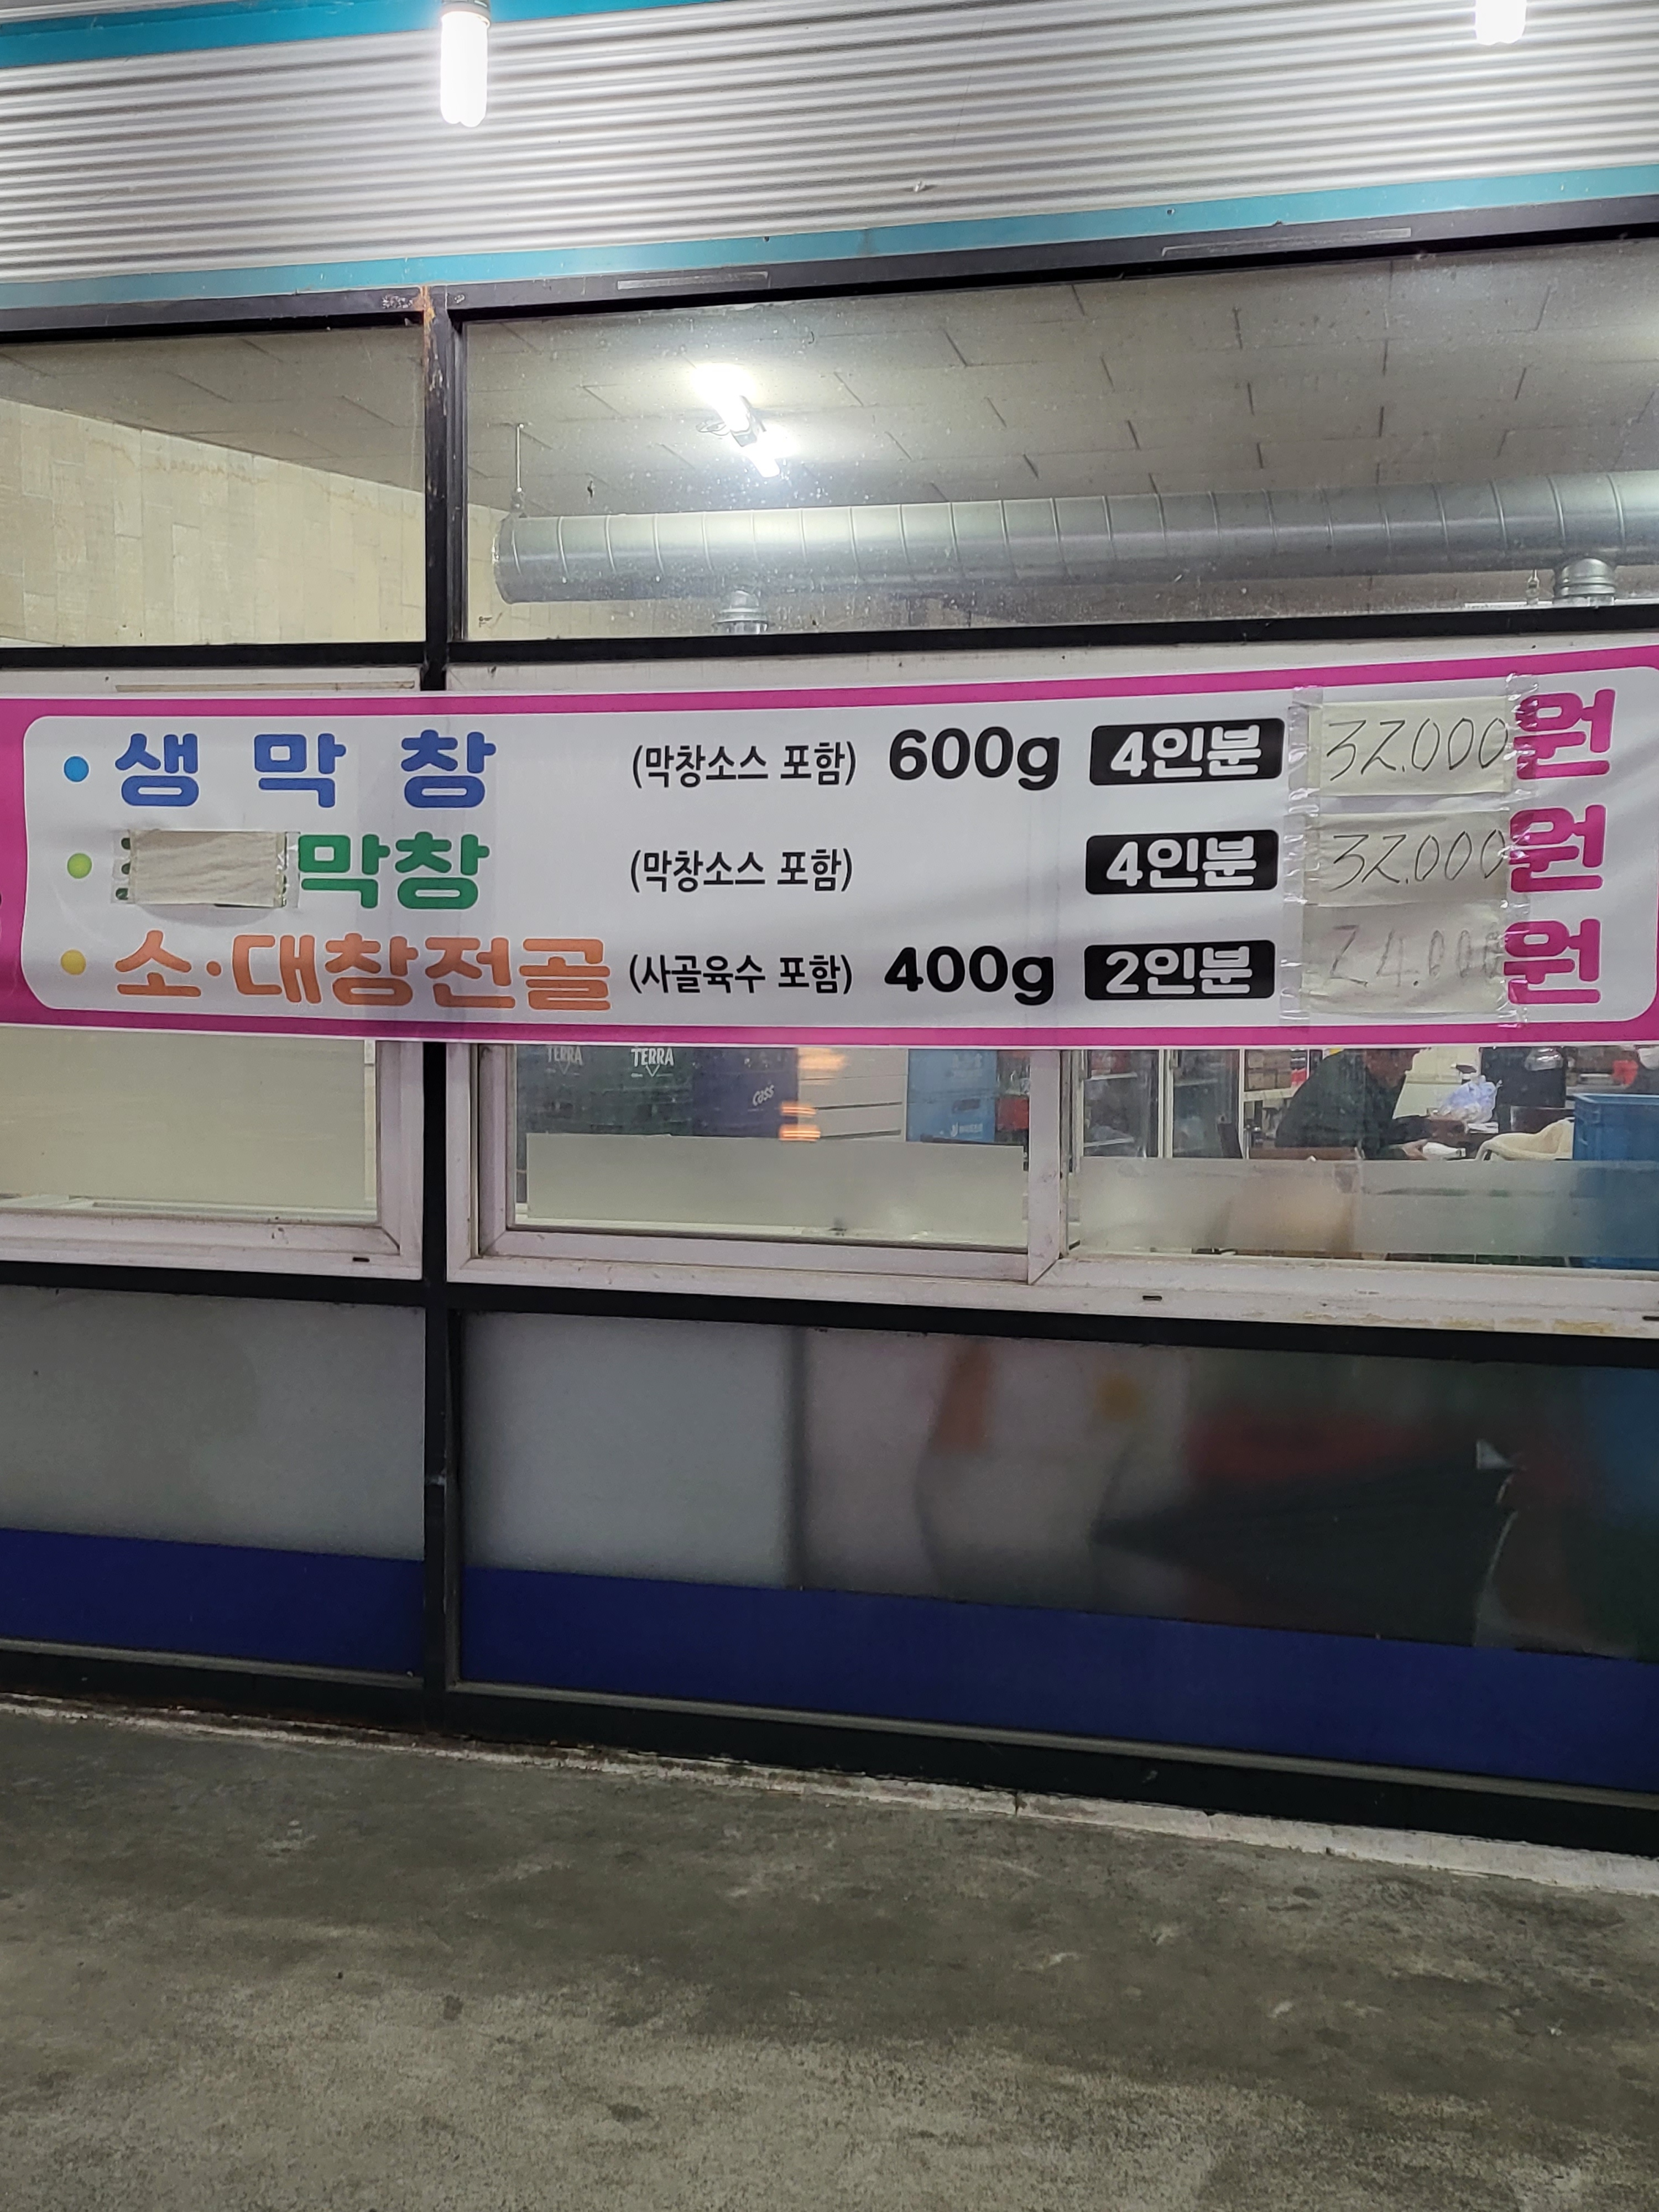 • 생 막 창 (막창소스 포함) 600g 4인분 32.000원
• 막창 (막창소스 포함) 4인분 32.000원
• 소·대창전골 (사골육수 포함) 400g 2인분 24.000원
TERRA TERRA Cass